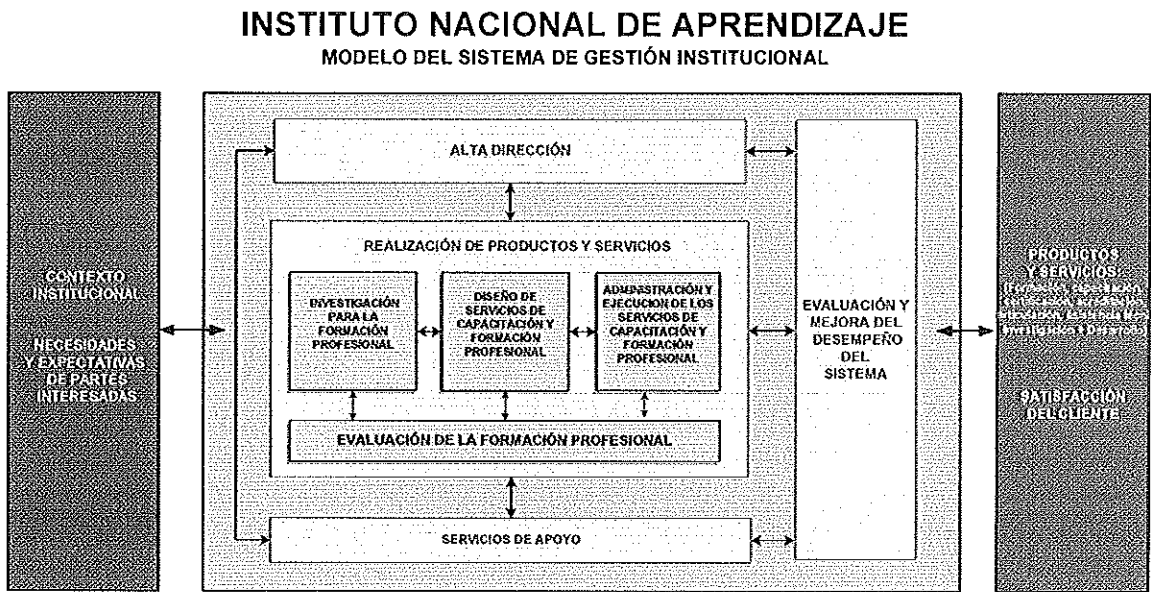 INSTITUTO NACIONAL DE APRENDIZAJE
MODELO DEL SISTEMA DE GESTIÓN INSTITUCIONAL
CONTEXTO
INSTITUCIONAL
NECESIDADES
Y EXPECTATIVAS
DE PARTES
INTERESADAS
ALTA DIRECCIÓN
REALIZACIÓN DE PRODUCTOS Y SERVICIOS
INVESTIGACIÓN
PARA LA
FORMACIÓN
PROFESIONAL
DISEÑO DE
SERVICIOS DE
CAPACITACIÓN Y
FORMACIÓN
PROFESIONAL
ADMINISTRACIÓN Y
EJECUCION DE LOS
SERVICIOS DE
CAPACITACIÓN Y
FORMACIÓN
PROFESIONAL
EVALUACIÓN DE LA FORMACIÓN PROFESIONAL
SERVICIOS DE APOYO
EVALUACIÓN Y
MEJORA DEL
DESEMPEÑO
DEL
SISTEMA
PRODUCTOS
Y SERVICIOS
SATISFACCIÓN
DEL CLIENTE